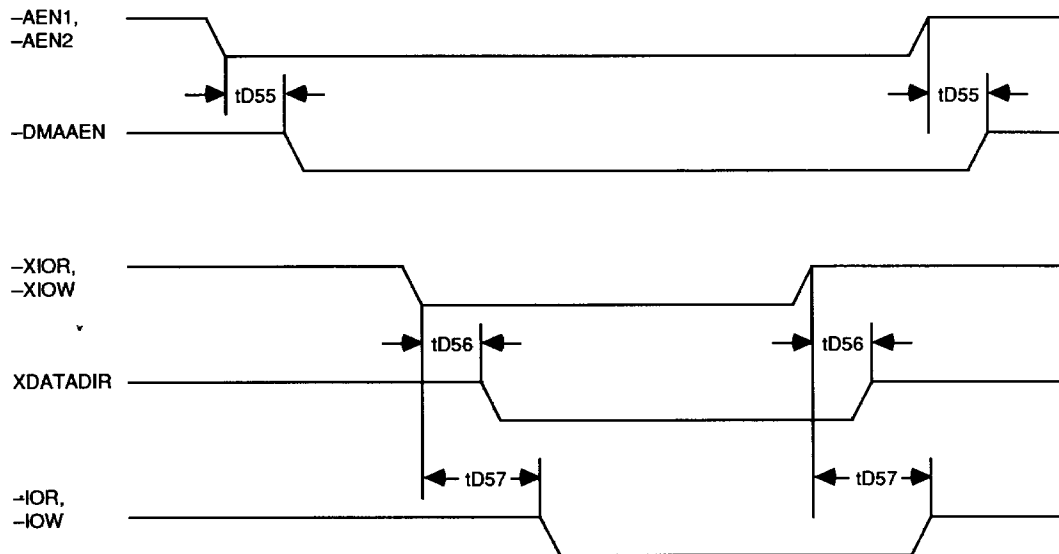 –AEN1,
–AEN2
tD55
tD55
–DMAAEN
–XIOR,
–XIOW
tD56
tD56
XDATADIR
tD57
tD57
–IOR,
–IOW